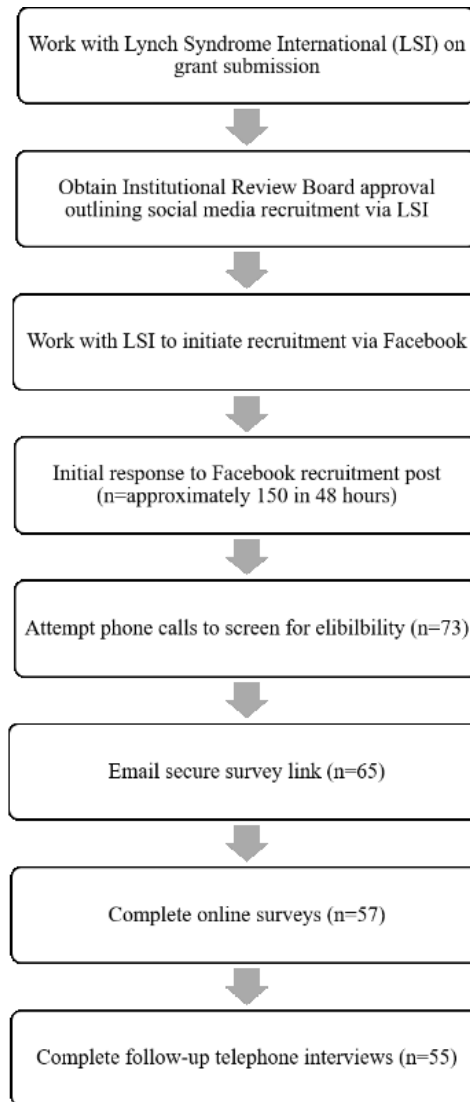 Work with Lynch Syndrome International (LSI) on
grant submission
Obtain Institutional Review Board approval
outlining social media recruitment via LSI
Work with LSI to initiate recruitment via Facebook
Initial response to Facebook recruitment post
(n=approximately 150 in 48 hours)
Attempt phone calls to screen for elibilbility (n=73)
Email secure survey link (n=65)
Complete online surveys (n=57)
Complete follow-up telephone interviews (n=55)